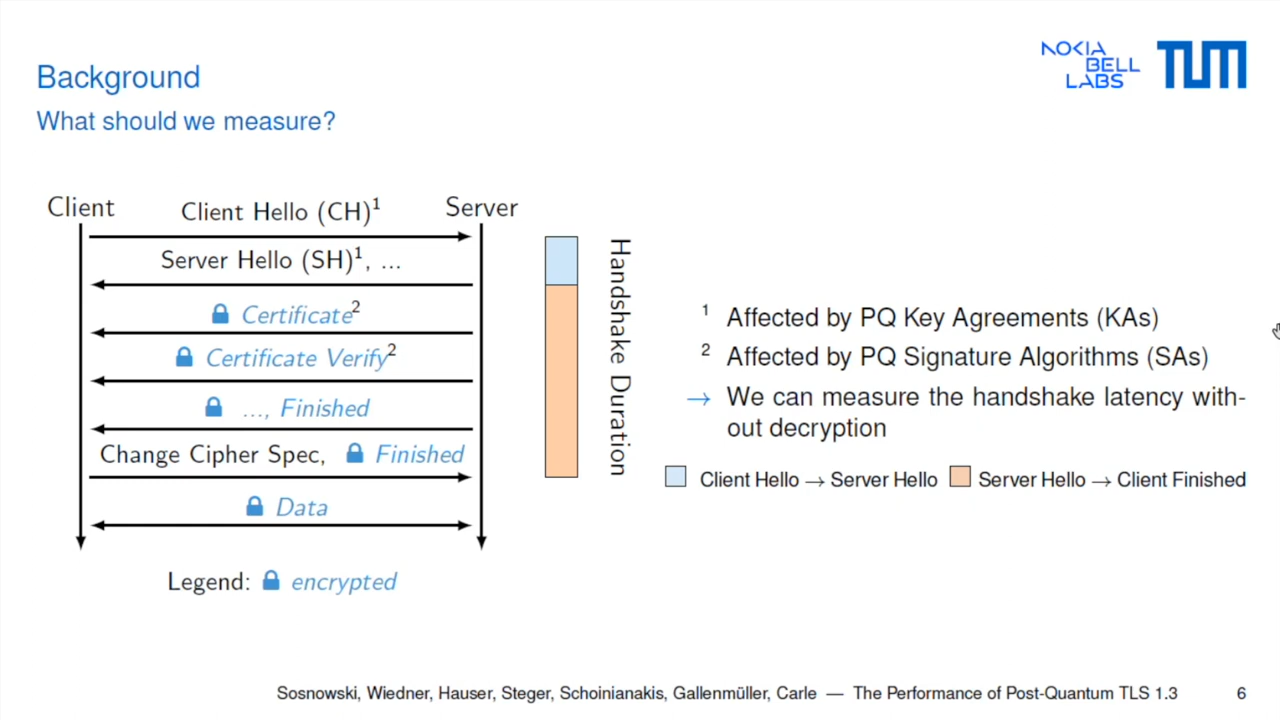 NOKIA
BELL
LABS
TUM
Background
What should we measure?
Client
Client Hello (CH)¹
Server
Server Hello (SH)¹, ...
Certificate²
Certificate Verify²
..., Finished
Change Cipher Spec, Finished
Data
Legend: encrypted
Handshake Duration
¹ Affected by PQ Key Agreements (KAs)
² Affected by PQ Signature Algorithms (SAs)
→ We can measure the handshake latency with-
out decryption
Client Hello → Server Hello Server Hello → Client Finished
Sosnowski, Wiedner, Hauser, Steger, Schoinianakis, Gallenmüller, Carle — The Performance of Post-Quantum TLS 1.3 6